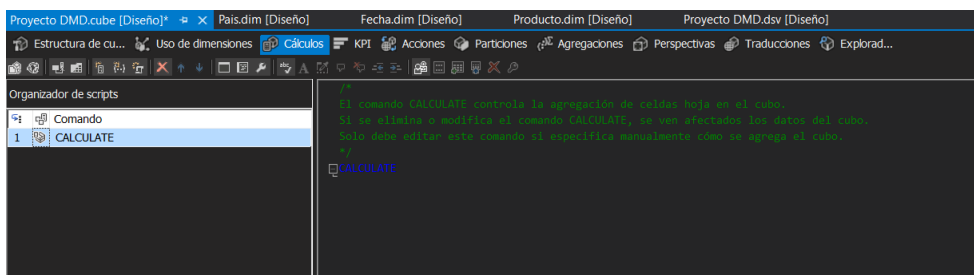 Proyecto DMD.cube [Diseño]* Pais.dim [Diseño] Fecha.dim [Diseño] Producto.dim [Diseño] Proyecto DMD.dsv [Diseño]
Estructura de cu... Uso de dimensiones Cálculos KPI Acciones Particiones Agregaciones Perspectivas Traducciones Explorad...
Organizador de scripts
Comando
1 CALCULATE
/*
El comando CALCULATE controla la agregación de celdas hoja en el cubo.
Si se elimina o modifica el comando CALCULATE, se ven afectados los datos del cubo.
Solo debe editar este comando si especifica manualmente cómo se agrega el cubo.
*/
CALCULATE